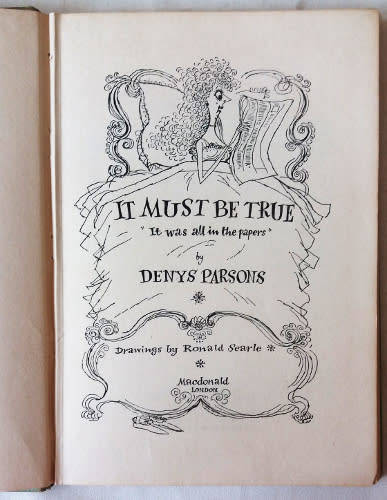 IT MUST BE TRUE
"It was all in the papers"
by
DENYS PARSONS
Drawings by Ronald Searle
Macdonald
LONDON